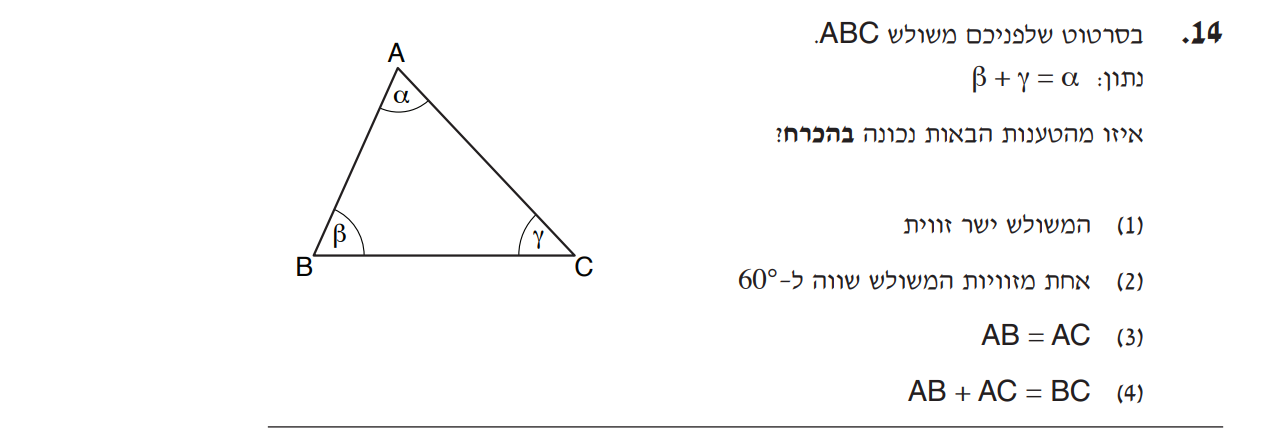 14. בסרטוט שלפניכם משולש ABC.
נתון: β + γ = α
איזו מהטענות הבאות נכונה בהכרח?
(1) המשולש ישר זווית
(2) אחת מזוויות המשולש שווה ל-60°
(3) AB = AC
(4) AB + AC = BC
A
α
β
γ
B
C